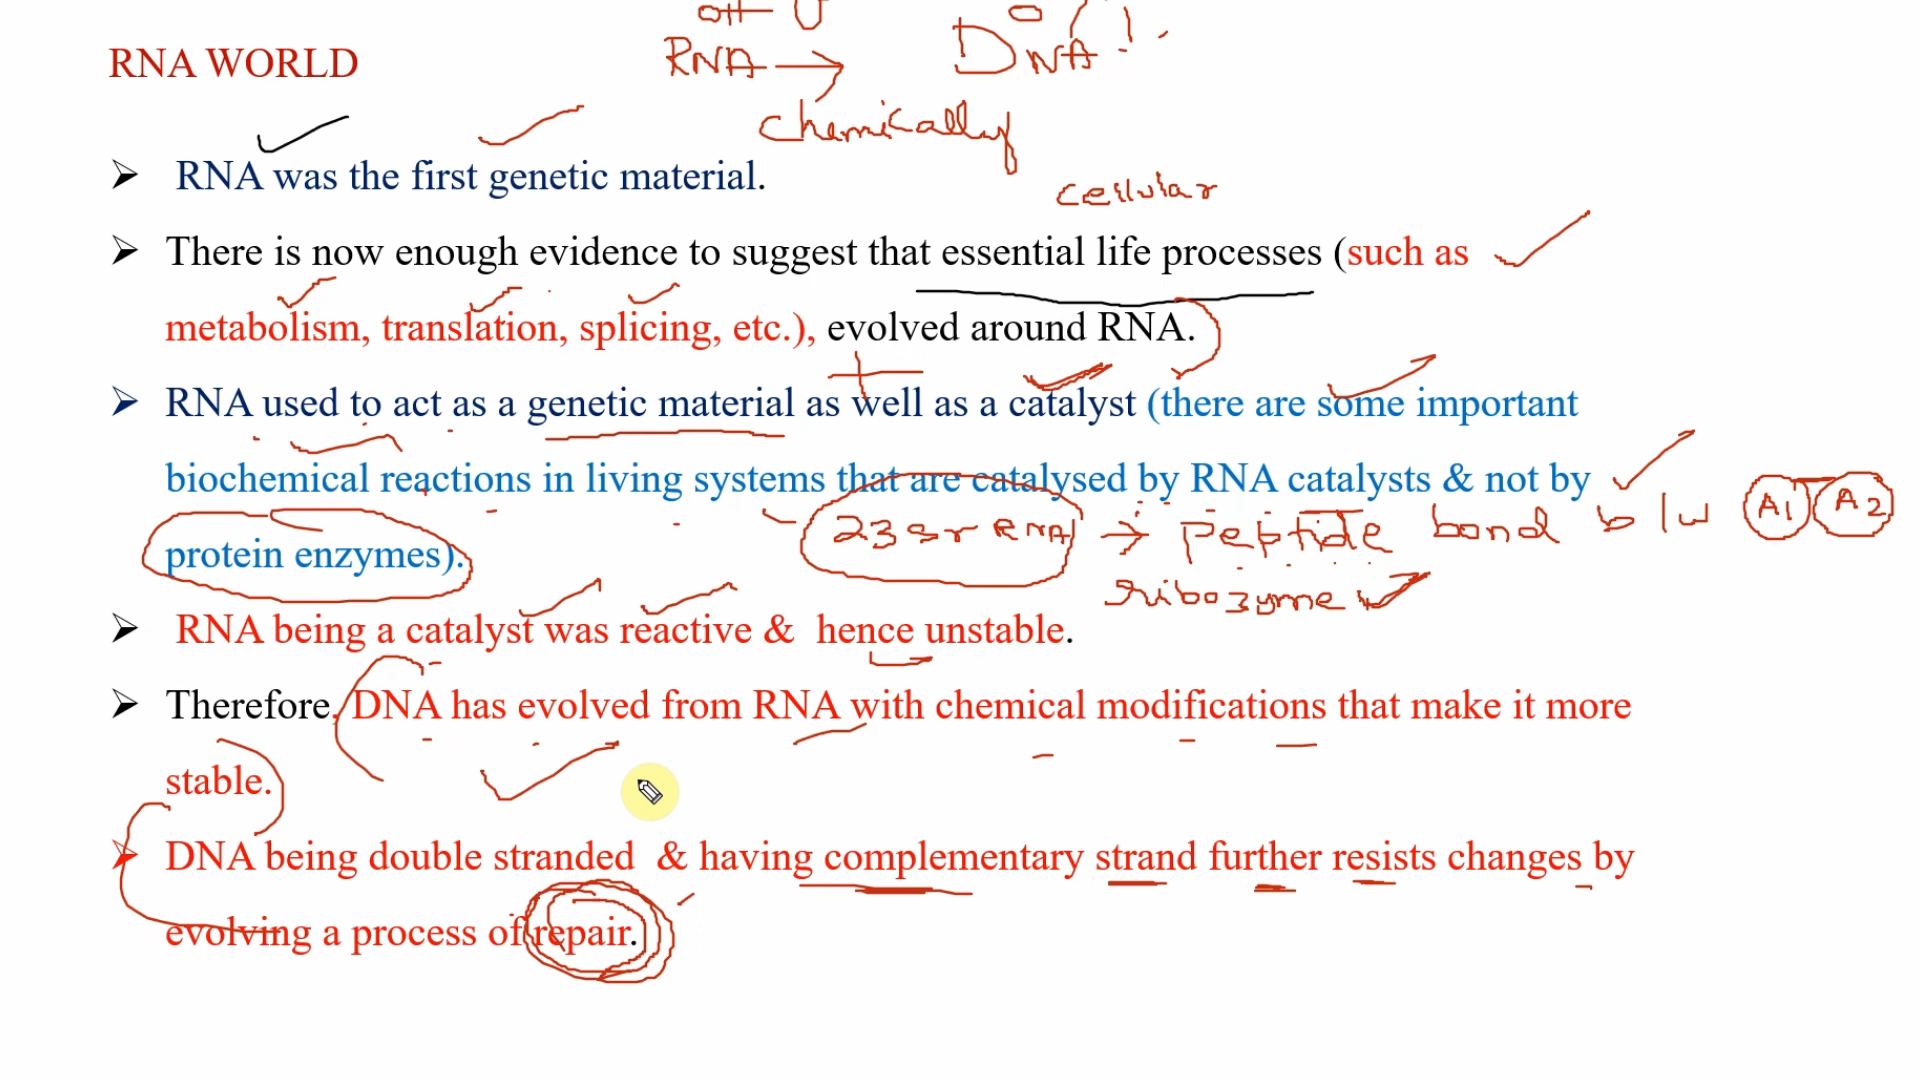 OH
RNA WORLD
RNA → DNA
chemically
➢ RNA was the first genetic material.
cellular
➢ There is now enough evidence to suggest that essential life processes (such as
metabolism, translation, splicing, etc.), evolved around RNA.
➢ RNA used to act as a genetic material as well as a catalyst (there are some important
biochemical reactions in living systems that are catalysed by RNA catalysts & not by
protein enzymes). 23 S r RNA → peptide bond b/w A1 A2
ribozyme
➢ RNA being a catalyst was reactive & hence unstable.
➢ Therefore, DNA has evolved from RNA with chemical modifications that make it more
stable.
➢ DNA being double stranded & having complementary strand further resists changes by
evolving a process of repair.